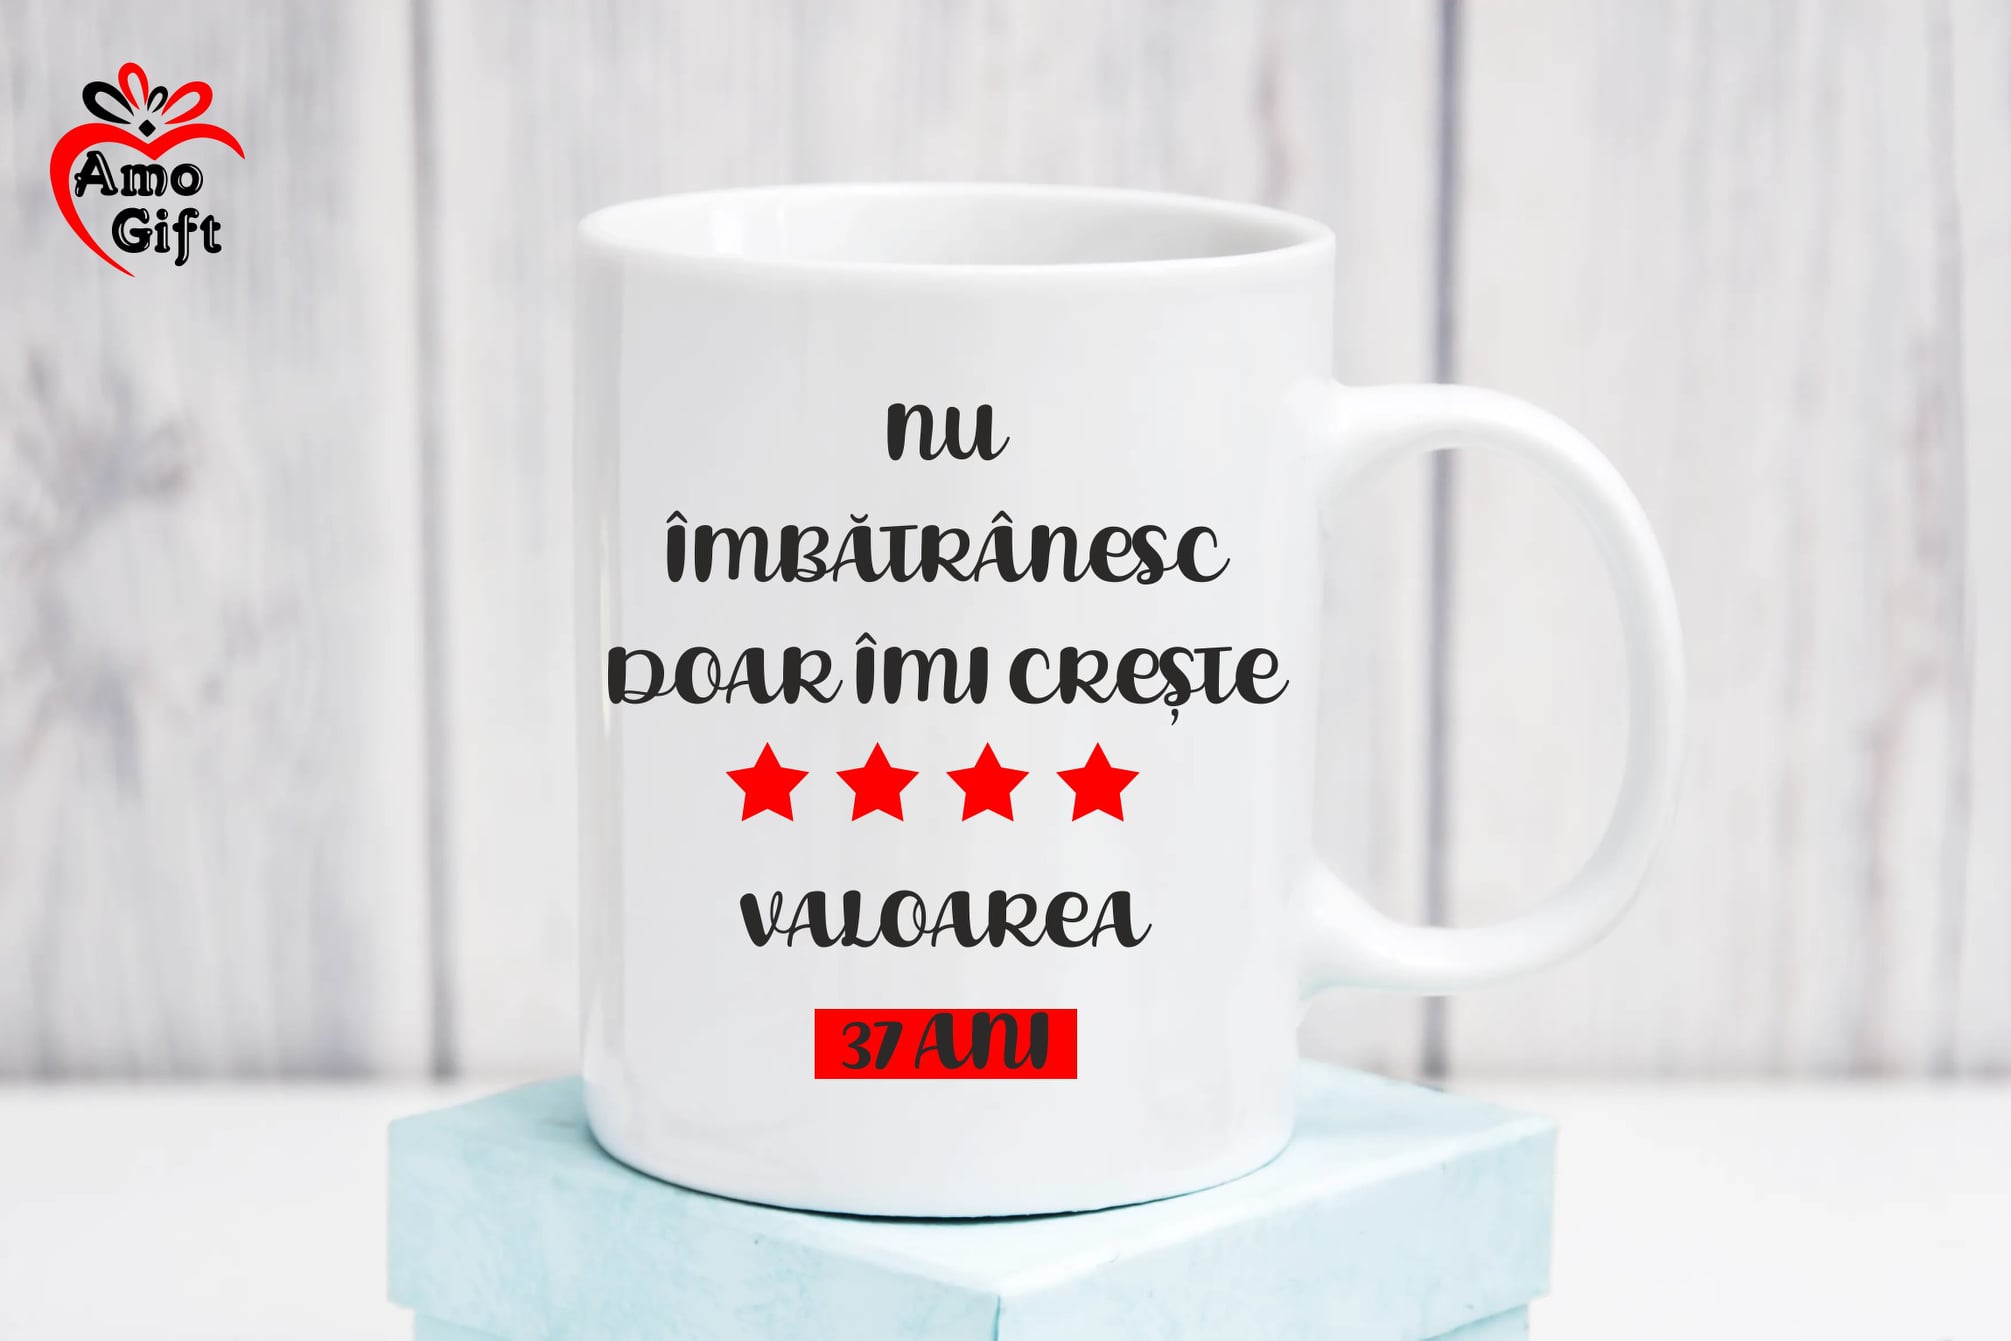 Amo
Gift
NU
ÎMBĂTRÂNESC
DOAR ÎMI CREȘTE
VALOAREA
37 ANI